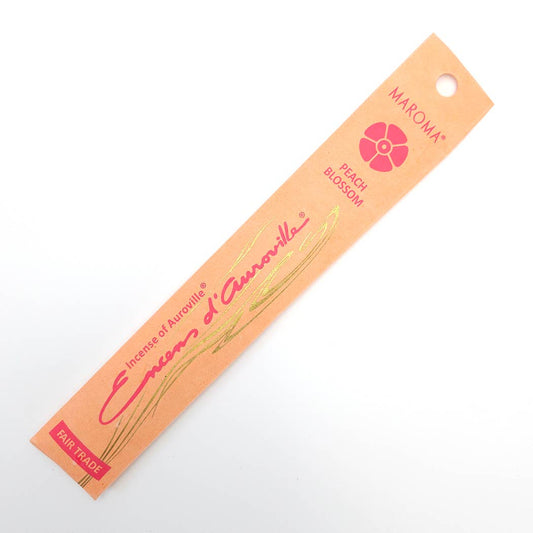 MAROMA®
PEACH
BLOSSOM
Incense of Auroville®
Encens d'Auroville®
FAIR TRADE